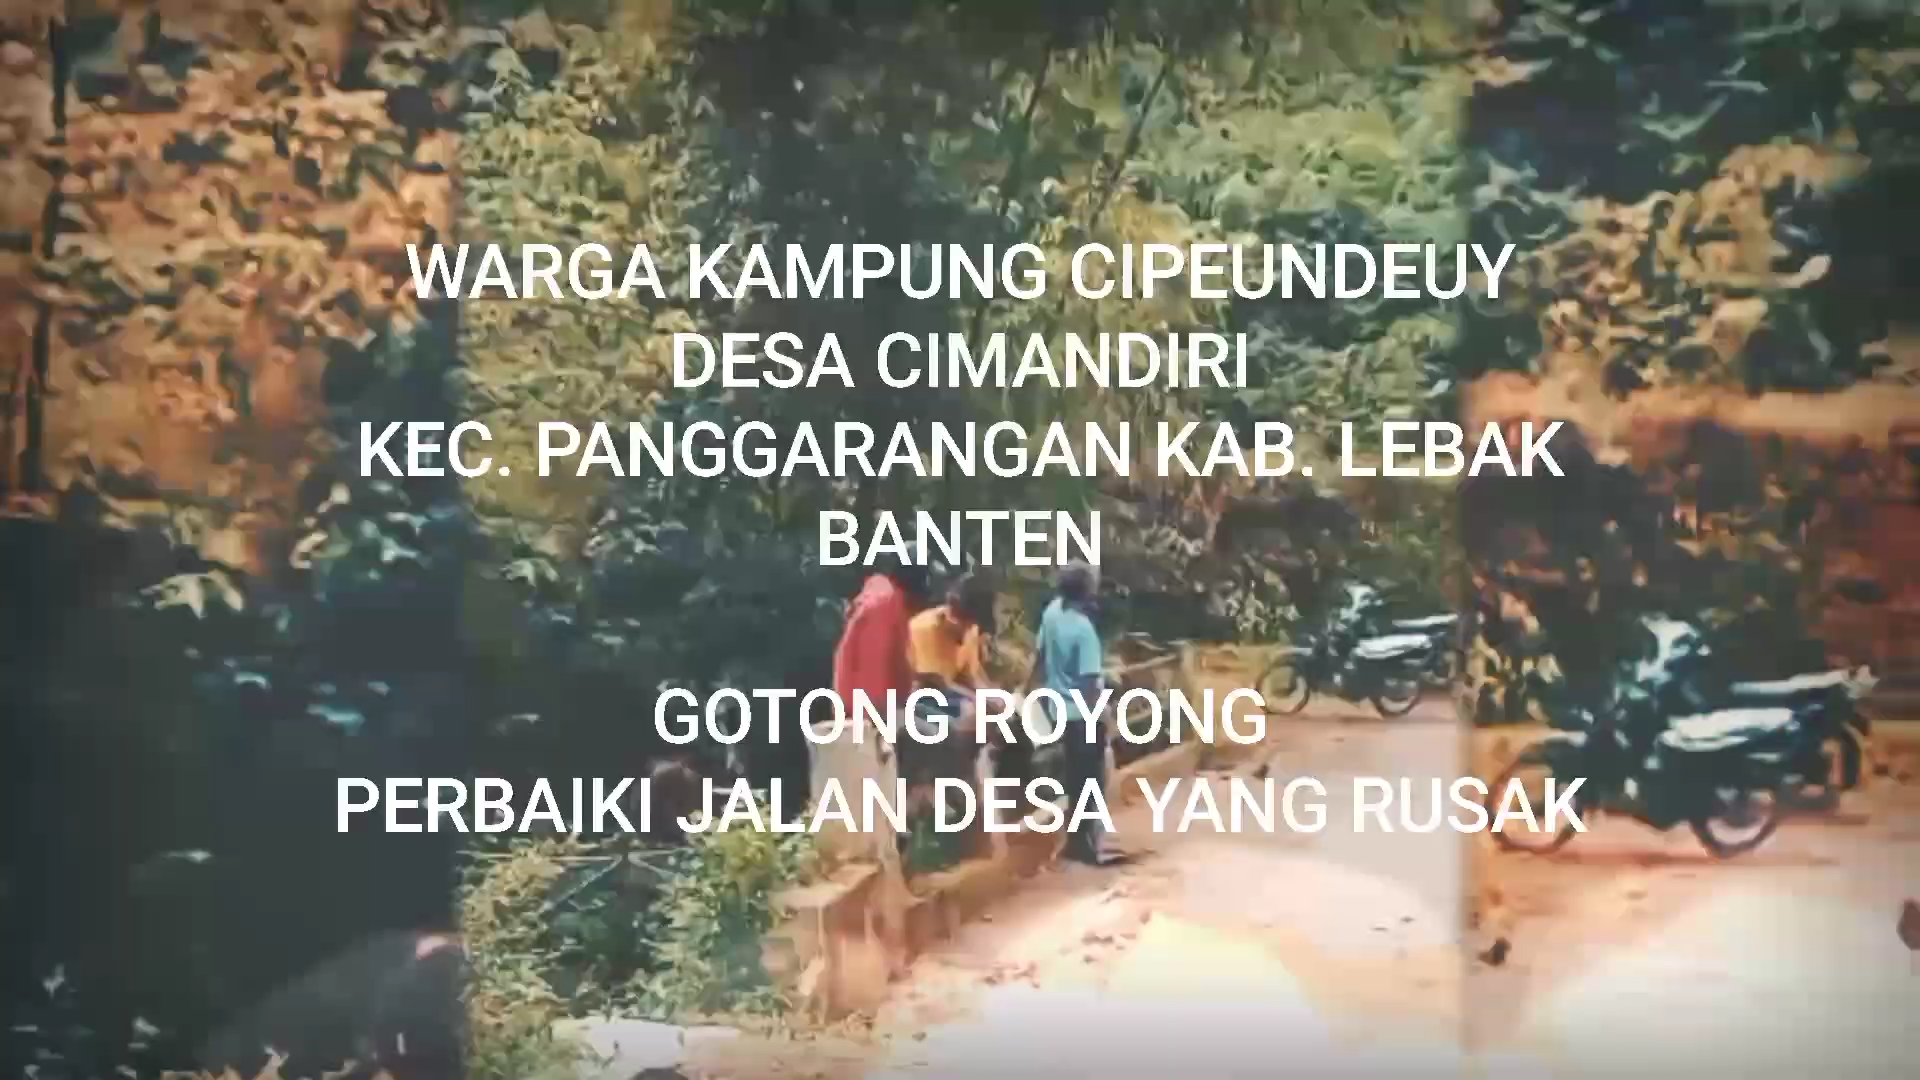 WARGA KAMPUNG CIPEUNDEUY
DESA CIMANDIRI
KEC. PANGGARANGAN KAB. LEBAK
BANTEN
GOTONG ROYONG
PERBAIKI JALAN DESA YANG RUSAK